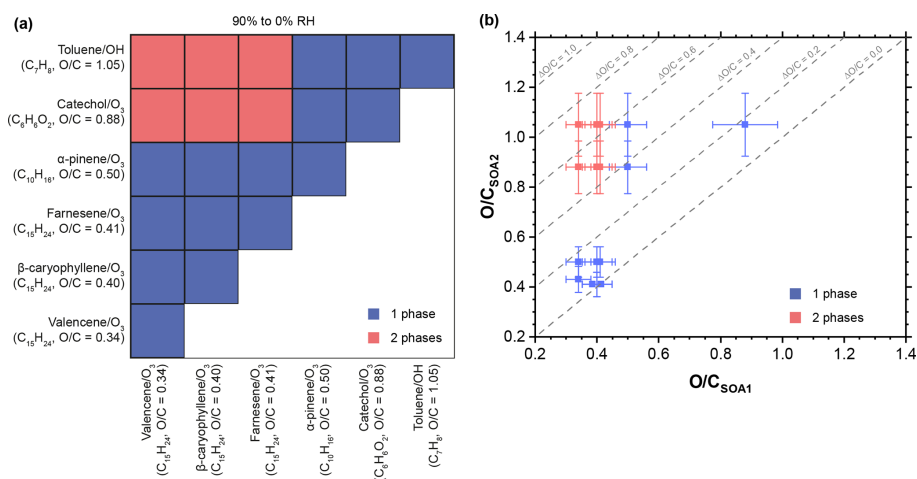 (a)
90% to 0% RH
Toluene/OH
(C₇H₈, O/C = 1.05)
Catechol/O₃
(C₆H₆O₂, O/C = 0.88)
α-pinene/O₃
(C₁₀H₁₆, O/C = 0.50)
Farnesene/O₃
(C₁₅H₂₄, O/C = 0.41)
β-caryophyllene/O₃
(C₁₅H₂₄, O/C = 0.40)
Valencene/O₃
(C₁₅H₂₄, O/C = 0.34)
1 phase
2 phases
Valencene/O₃
(C₁₅H₂₄, O/C = 0.34)
β-caryophyllene/O₃
(C₁₅H₂₄, O/C = 0.40)
Farnesene/O₃
(C₁₅H₂₄, O/C = 0.41)
α-pinene/O₃
(C₁₀H₁₆, O/C = 0.50)
Catechol/O₃
(C₆H₆O₂, O/C = 0.88)
Toluene/OH
(C₇H₈, O/C = 1.05)
(b)
O/C_SOA2
1.4
1.2
1.0
0.8
0.6
0.4
0.2
ΔO/C = 1.0
ΔO/C = 0.8
ΔO/C = 0.6
ΔO/C = 0.4
ΔO/C = 0.2
ΔO/C = 0.0
1 phase
2 phases
0.2
0.4
0.6
0.8
1.0
1.2
1.4
O/C_SOA1